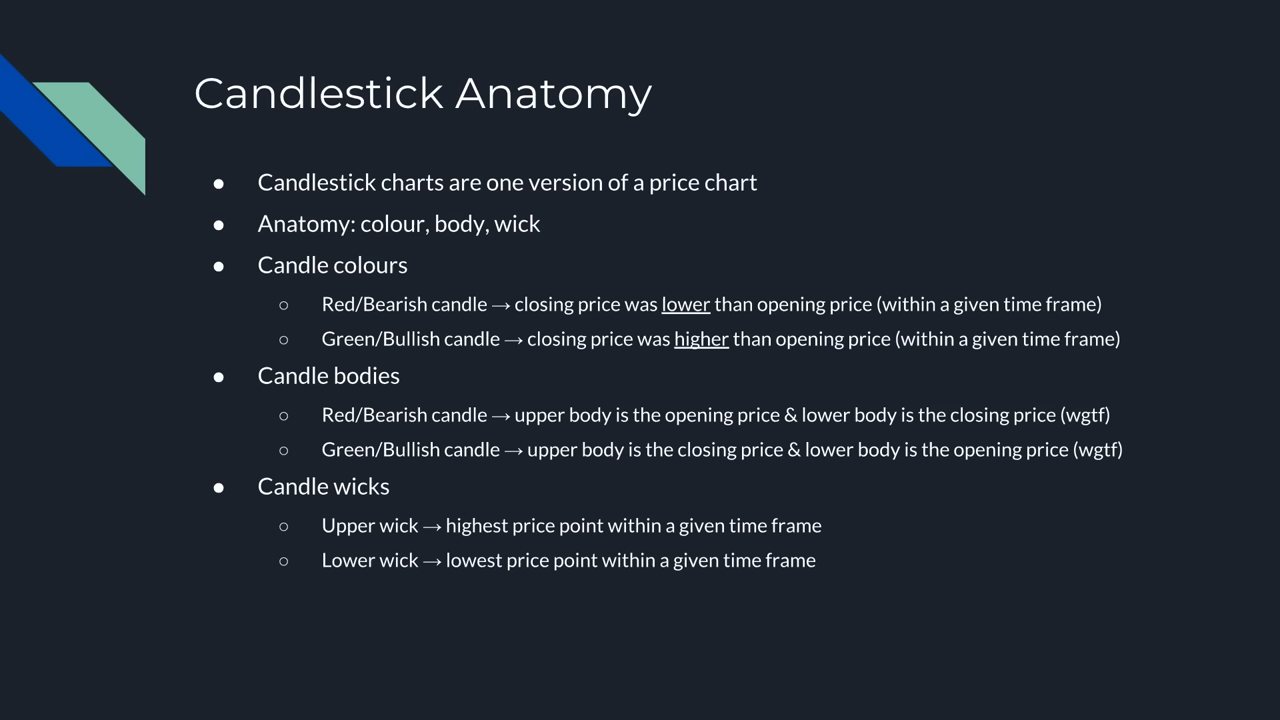 Candlestick Anatomy
● Candlestick charts are one version of a price chart
● Anatomy: colour, body, wick
● Candle colours
○ Red/Bearish candle → closing price was lower than opening price (within a given time frame)
○ Green/Bullish candle → closing price was higher than opening price (within a given time frame)
● Candle bodies
○ Red/Bearish candle → upper body is the opening price & lower body is the closing price (wgtf)
○ Green/Bullish candle → upper body is the closing price & lower body is the opening price (wgtf)
● Candle wicks
○ Upper wick → highest price point within a given time frame
○ Lower wick → lowest price point within a given time frame